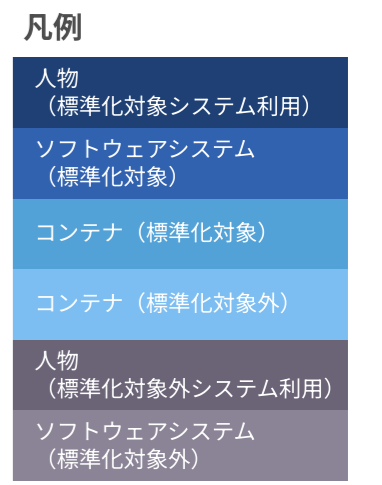 凡例
人物
（標準化対象システム利用）
ソフトウェアシステム
（標準化対象）
コンテナ（標準化対象）
コンテナ（標準化対象外）
人物
（標準化対象外システム利用）
ソフトウェアシステム
（標準化対象外）